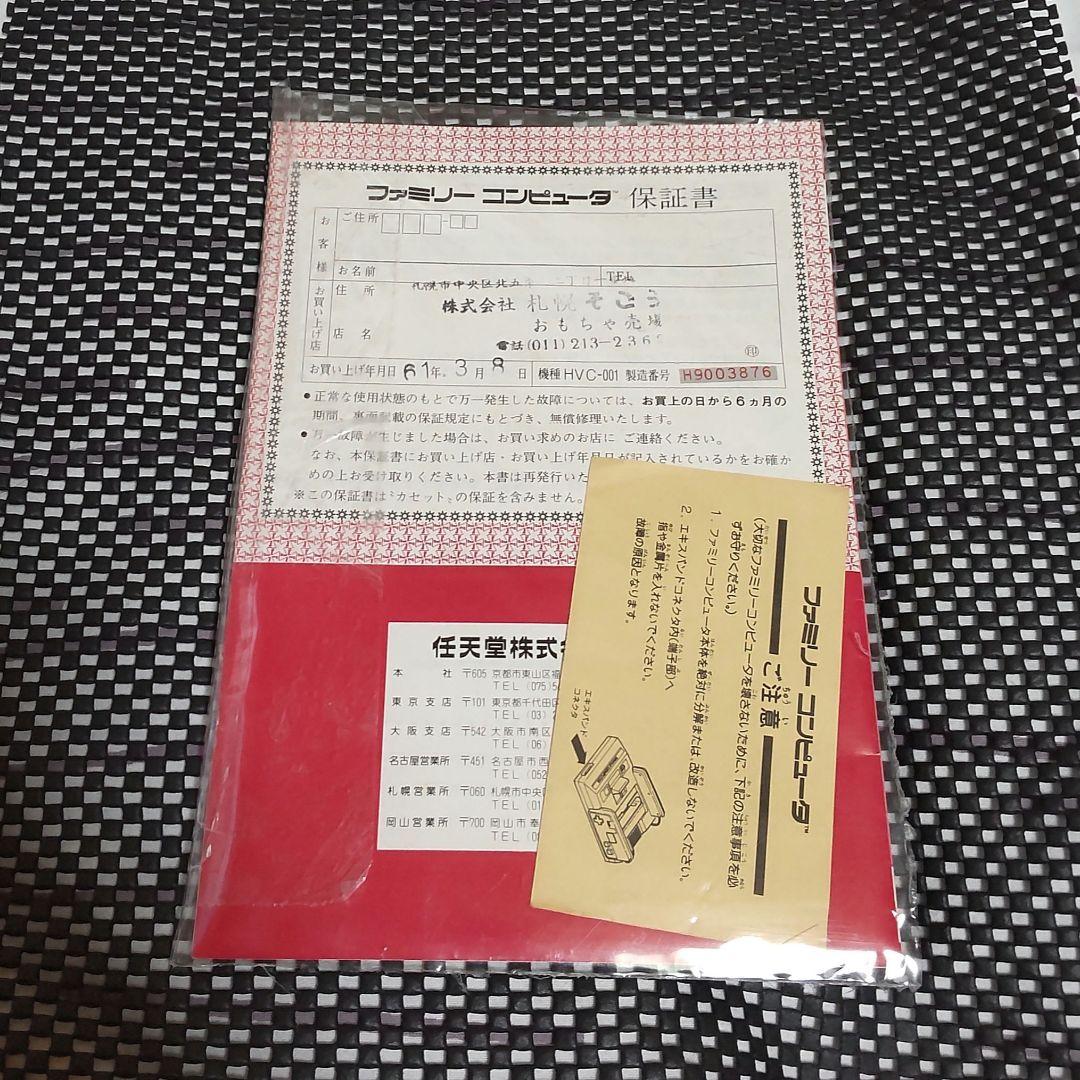 ファミリー コンピュータ™ 保証書
お客様
ご住所
お名前
TEL
お買い上げ店
住所
札幌市中央区北五
株式会社 札幌そごう
おもちゃ売場
店名
電話(011)213-236
印
お買い上げ年月日 61年 3月 8日 機種 HVC-001 製造番号 H9003876
●正常な使用状態のもとで万一発生した故障については、お買上の日から6ヵ月の
期間、裏面記載の保証規定にもとづき、無償修理いたします。
故障が生じました場合は、お買い求めのお店に ご連絡ください。
なお、本保証書にお買い上げ店・お買い上げ年月日が記入されているかをお確か
めの上お受け取りください。本書は再発行いた
※この保証書は〝カセット〟の保証を含みません。
任天堂株式
本社 〒605 京都市東山区福
TEL (075)5
東京支店 〒101 東京都千代田区
TEL (03) 2
大阪支店 〒542 大阪市南区
TEL (06)
名古屋営業所 〒451 名古屋市西
TEL (052
札幌営業所 〒060 札幌市中央区
TEL (01
岡山営業所 〒700 岡山市奉
TEL (0
ファミリー コンピュータ™
ご注意
(大切なファミリーコンピュータを壊さないために、下記の注意事項を必
ずお守りください。)
1. ファミリーコンピュータ本体を絶対に分解または、改造しないでください。
2. エキスパンドコネクタ内(端子部)へ
指や金属片を入れないでください。
故障の原因となります。
エキスパンド
コネクタ